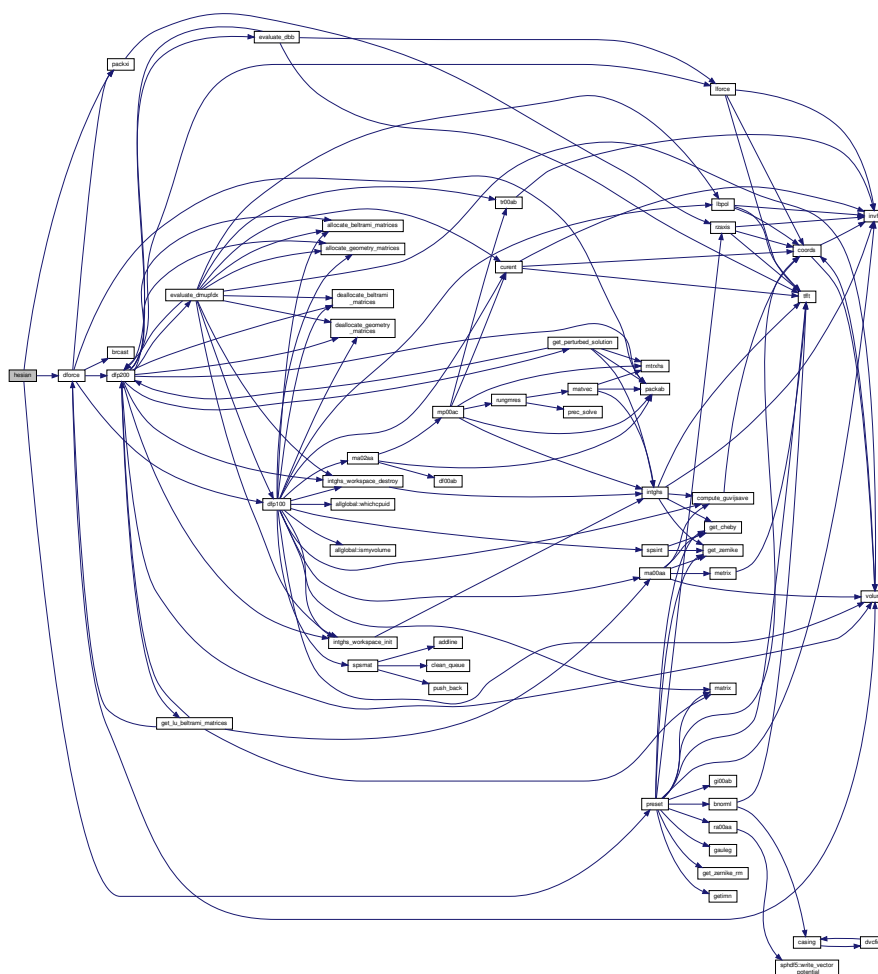 evaluate_dbb
packxi
lforce
tr00ab
lbpol
rzaxis
allocate_beltrami_matrices
coords
allocate_geometry_matrices
curent
evaluate_dmupfdx
deallocate_beltrami
_matrices
tfft
deallocate_geometry
_matrices
get_perturbed_solution
brcast
mtrxhs
hesian
dforce
dfp200
matvec
packab
rungmres
mp00ac
prec_solve
ma02aa
intghs_workspace_destroy
df00ab
intghs
compute_guvijsave
dfp100
allglobal::whichcpuid
get_cheby
allglobal::ismyvolume
spsint
get_zernike
ma00aa
metrix
intghs_workspace_init
addline
spsmat
clean_queue
push_back
matrix
get_lu_beltrami_matrices
gi00ab
preset
bnorml
ra00aa
gauleg
get_zernike_rm
getimn
casing
sphdf5::write_vector
potential